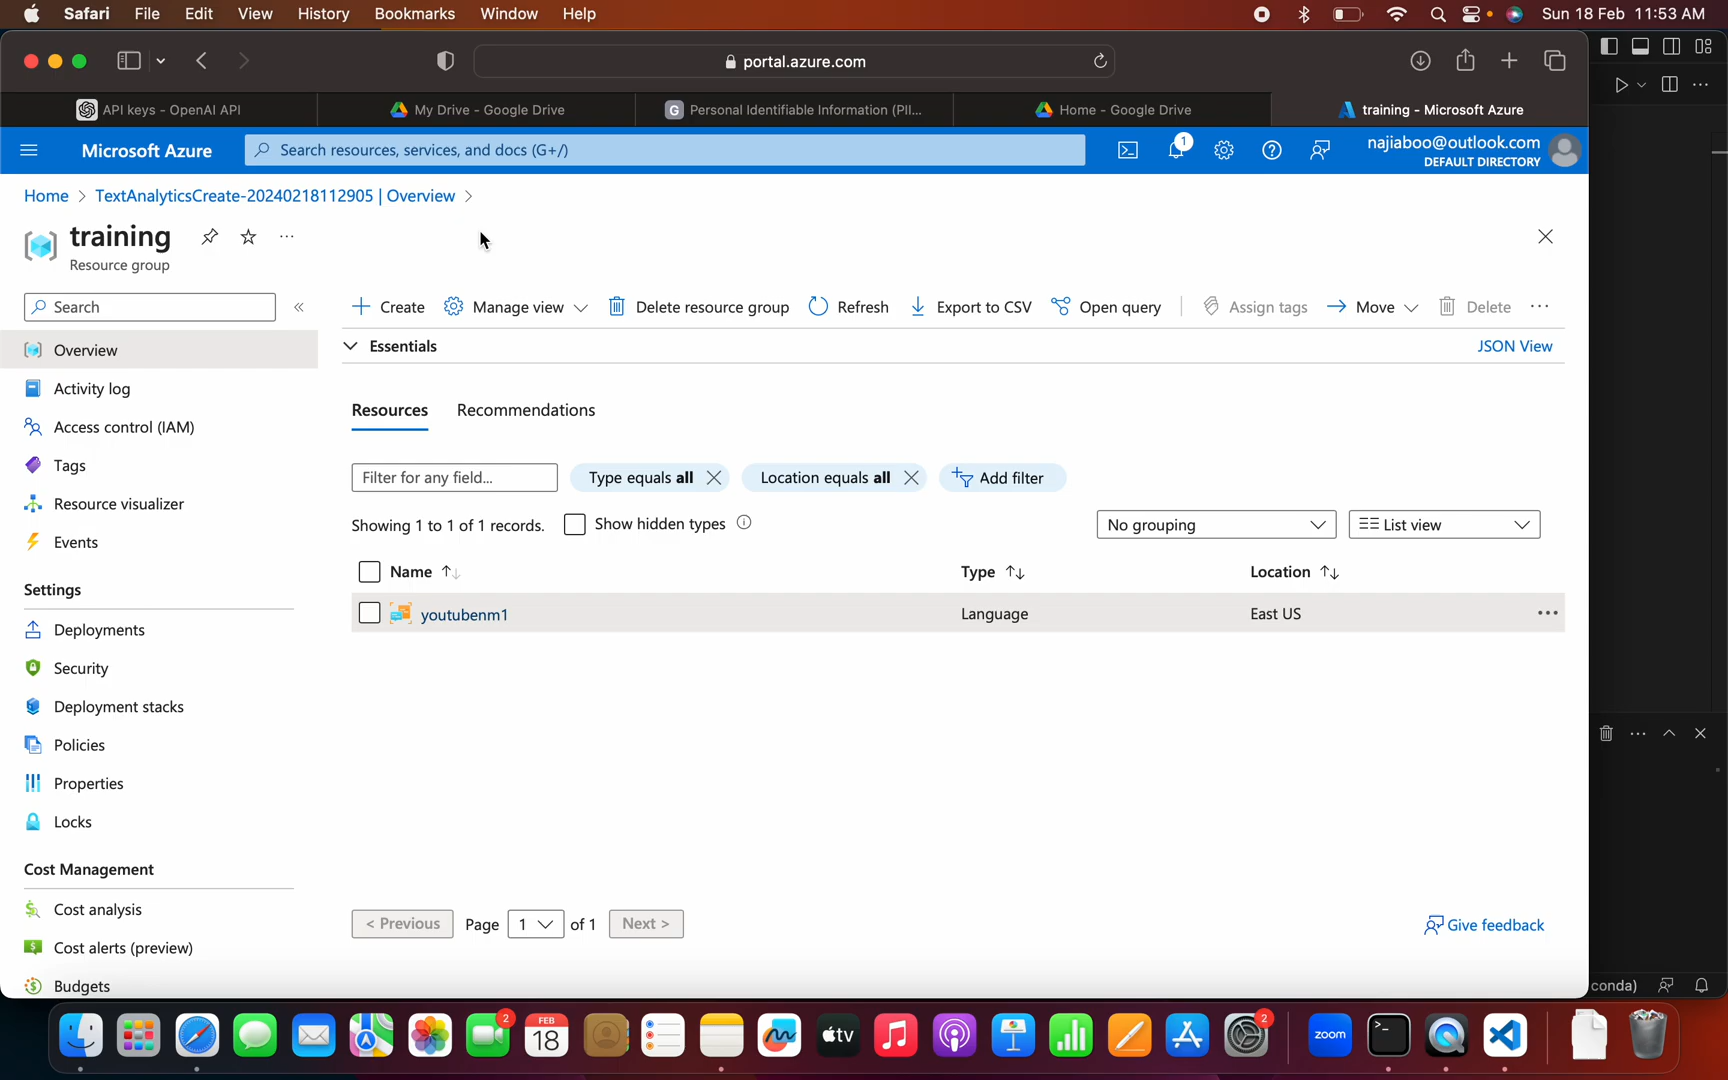 Safari File Edit View History Bookmarks Window Help Sun 18 Feb 11:53 AM
portal.azure.com
API keys - OpenAI API My Drive - Google Drive G Personal Identifiable Information (PII... Home - Google Drive training - Microsoft Azure
Microsoft Azure Search resources, services, and docs (G+/) 1 najiaboo@outlook.com
DEFAULT DIRECTORY
Home > TextAnalyticsCreate-20240218112905 | Overview >
training
Resource group
Search
Create Manage view Delete resource group Refresh Export to CSV Open query Assign tags Move Delete
Overview
Activity log
Access control (IAM)
Tags
Resource visualizer
Events
Settings
Deployments
Security
Deployment stacks
Policies
Properties
Locks
Cost Management
Cost analysis
Cost alerts (preview)
Budgets
Essentials JSON View
Resources Recommendations
Filter for any field... Type equals all Location equals all Add filter
Showing 1 to 1 of 1 records. Show hidden types No grouping List view
Name Type Location
youtubenm1 Language East US
< Previous Page 1 of 1 Next > Give feedback
conda)
2 FEB 18 tv 2 zoom